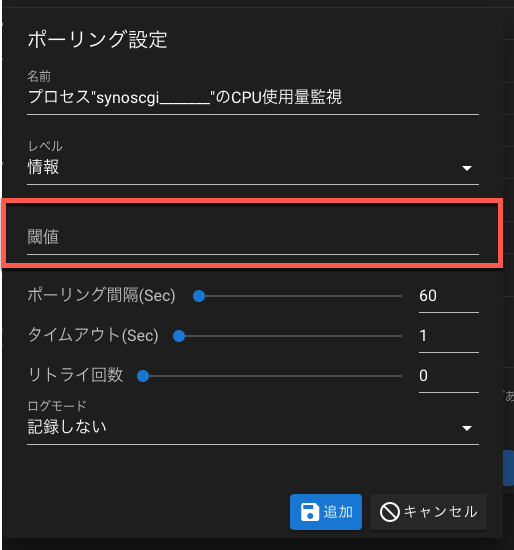 ポーリング設定
名前
プロセス"synoscgi_______"のCPU使用量監視
レベル
情報
閾値
ポーリング間隔(Sec) 60
タイムアウト(Sec) 1
リトライ回数 0
ログモード
記録しない
追加 キャンセル